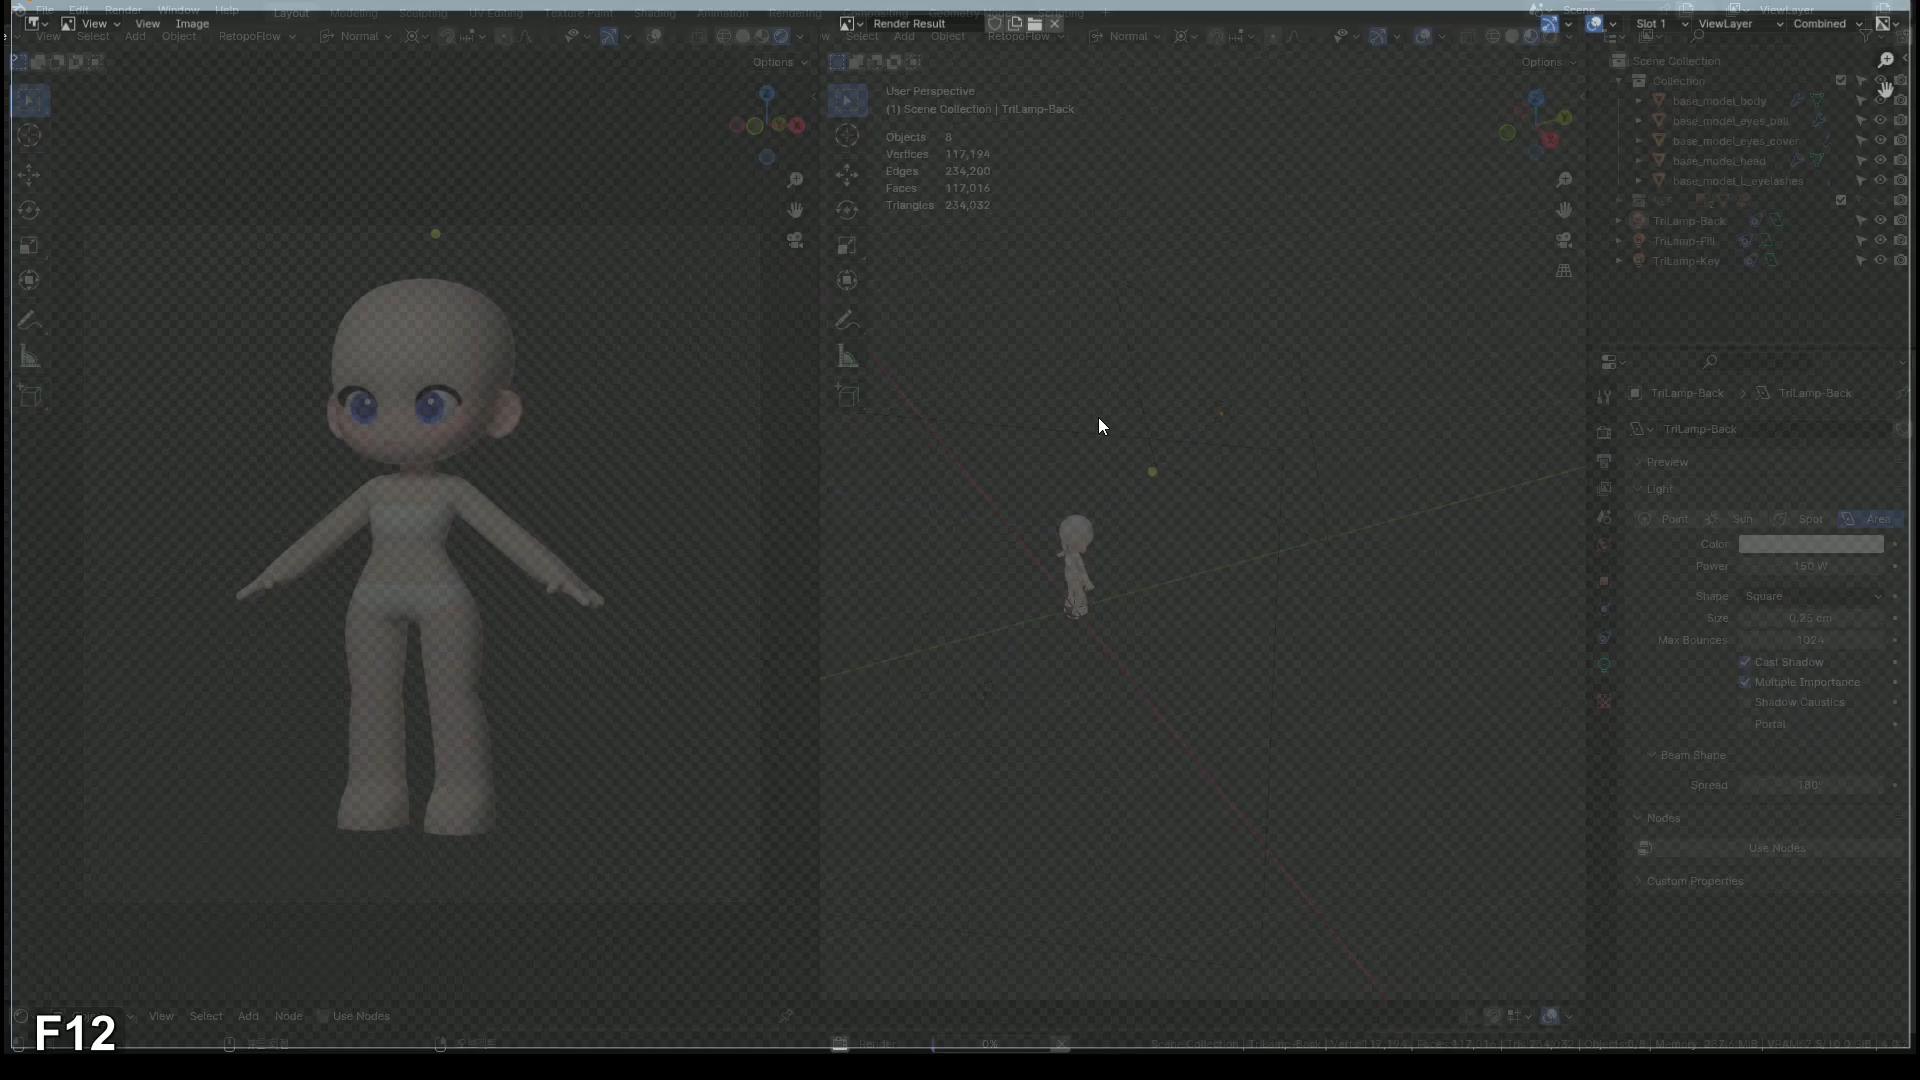 File Edit Render Window Help Layout Modeling Sculpting UV Editing Texture Paint Shading Animation Rendering Scripting Scene ViewLayer
View View Image Render Result Slot 1 ViewLayer Combined
View Select Add Object RetopoFlow Normal Select Add Object RetopoFlow Normal
Options Options
User Perspective
(1) Scene Collection | TriLamp-Back
Objects 8
Vertices 117,194
Edges 234,200
Faces 117,016
Triangles 234,032
Scene Collection
Collection
base_model_body
base_model_eyes_ball
base_model_eyes_cover
base_model_head
base_model_L_eyelashes
TriLamp-Back
TriLamp-Fill
TriLamp-Key
TriLamp-Back > TriLamp-Back
TriLamp-Back
Preview
Light
Point Sun Spot Area
Color
Power 150 W
Shape Square
Size 0.25 cm
Max Bounces 1024
Cast Shadow
Multiple Importance
Shadow Caustics
Portal
Beam Shape
Spread 180°
Nodes
Use Nodes
Custom Properties
View Select Add Node Use Nodes
F12
Render 0%